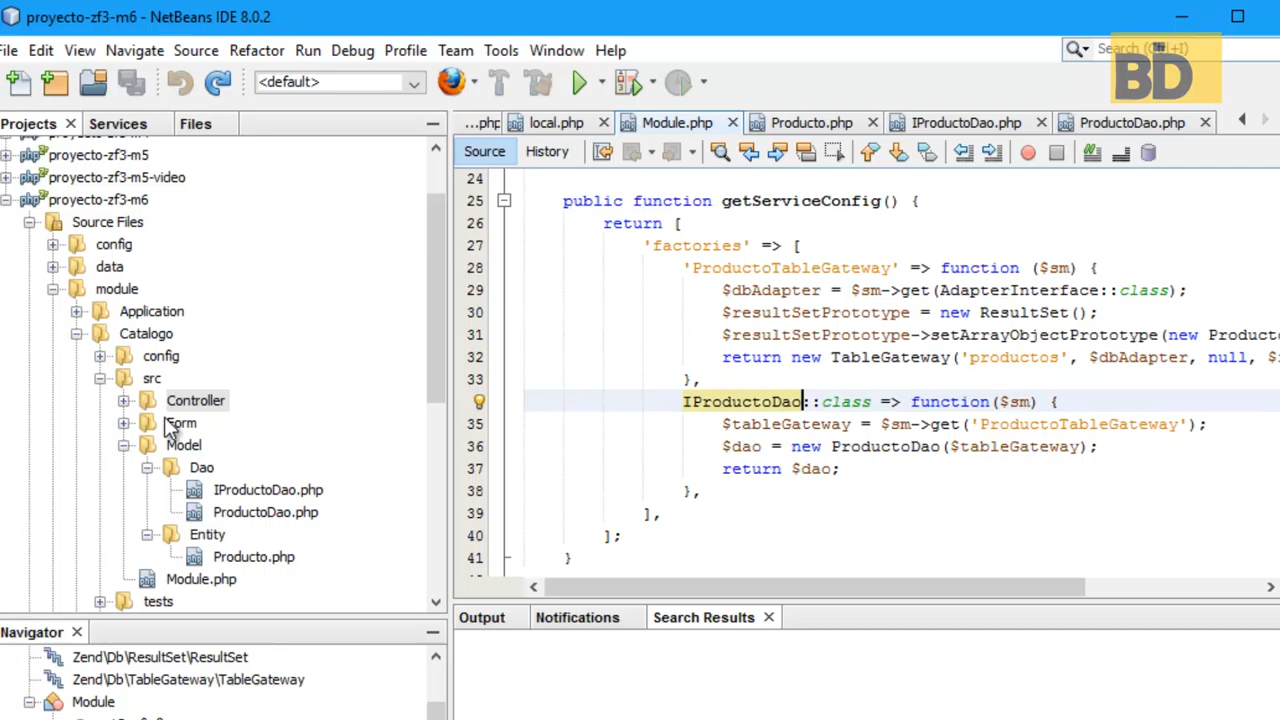 proyecto-zf3-m6 - NetBeans IDE 8.0.2
File Edit View Navigate Source Refactor Run Debug Profile Team Tools Window Help
Search (Ctrl+I)
BD
<default>
Projects Services Files
...php local.php Module.php Producto.php IProductoDao.php ProductoDao.php
Source History
proyecto-zf3-m5
proyecto-zf3-m5-video
proyecto-zf3-m6
Source Files
config
data
module
Application
Catalogo
config
src
Controller
Form
Model
Dao
IProductoDao.php
ProductoDao.php
Entity
Producto.php
Module.php
tests
24
25 public function getServiceConfig() {
26 return [
27 'factories' => [
28 'ProductoTableGateway' => function ($sm) {
29 $dbAdapter = $sm->get(AdapterInterface::class);
30 $resultSetPrototype = new ResultSet();
31 $resultSetPrototype->setArrayObjectPrototype(new Produc
32 return new TableGateway('productos', $dbAdapter, null, $
33 },
34 IProductoDao::class => function($sm) {
35 $tableGateway = $sm->get('ProductoTableGateway');
36 $dao = new ProductoDao($tableGateway);
37 return $dao;
38 },
39 ],
40 ];
41 }
Output Notifications Search Results
Navigator
Zend\Db\ResultSet\ResultSet
Zend\Db\TableGateway\TableGateway
Module